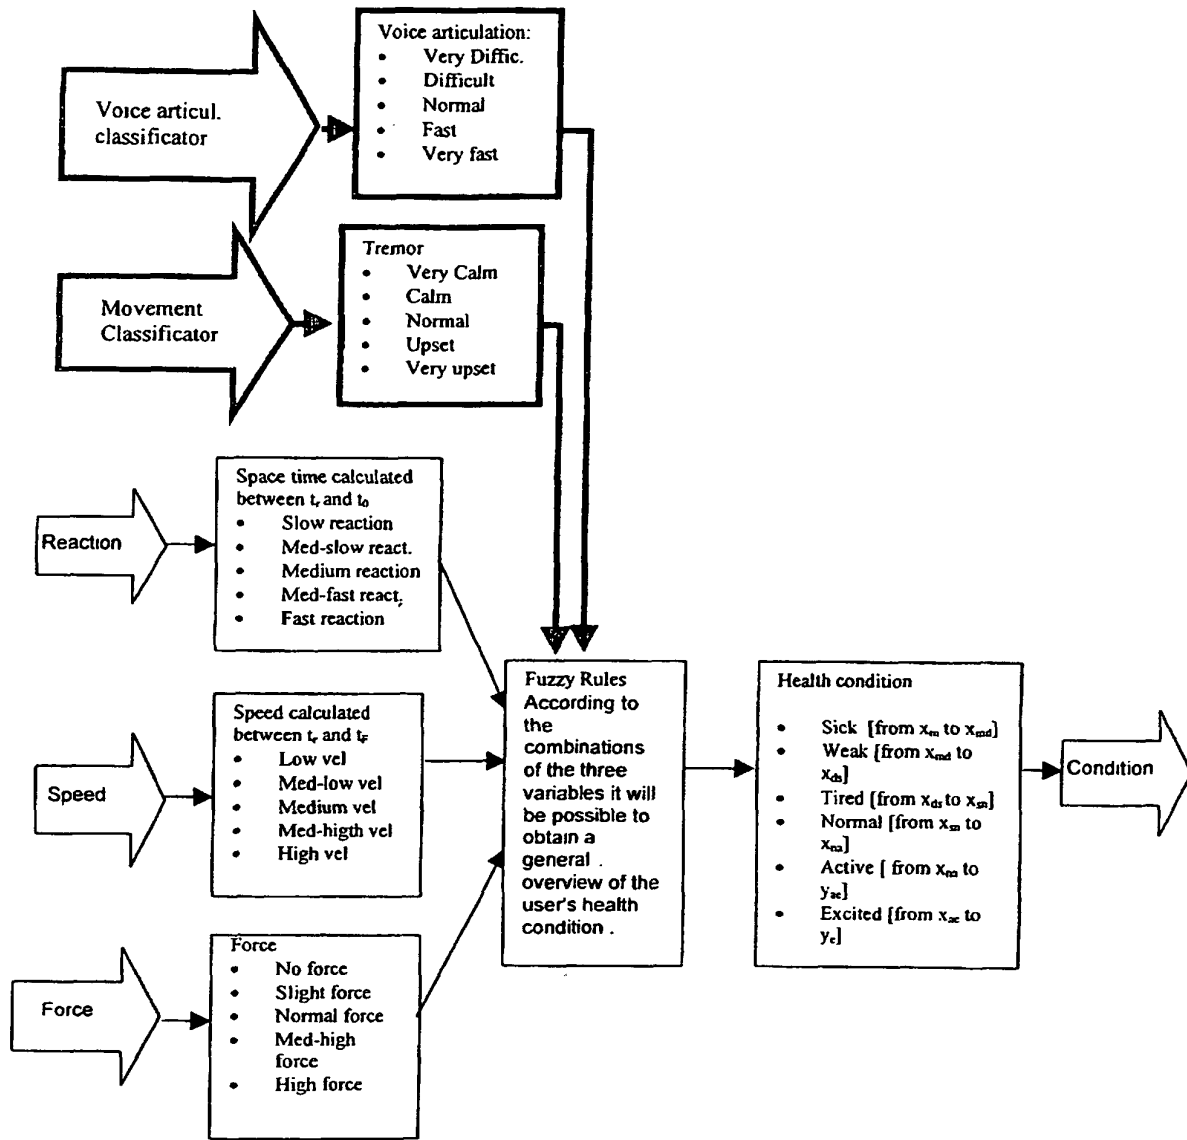 Voice articul.
classificator
Voice articulation:
• Very Diffic.
• Difficult
• Normal
• Fast
• Very fast
Movement
Classificator
Tremor
• Very Calm
• Calm
• Normal
• Upset
• Very upset
Reaction
Space time calculated
between tr and t0
• Slow reaction
• Med-slow react.
• Medium reaction
• Med-fast react.
• Fast reaction
Speed
Speed calculated
between tr and tF
• Low vel
• Med-low vel
• Medium vel
• Med-higth vel
• High vel
Force
Force
• No force
• Slight force
• Normal force
• Med-high
force
• High force
Fuzzy Rules
According to
the
combinations
of the three
variables it will
be possible to
obtain a
general .
overview of the
user's health
condition .
Health condition
• Sick [from xm to xmd]
• Weak [from xmd to
xds]
• Tired [from xds to xsn]
• Normal [from xsn to
xna]
• Active [ from xna to
yae]
• Excited [from xae to
ye]
Condition